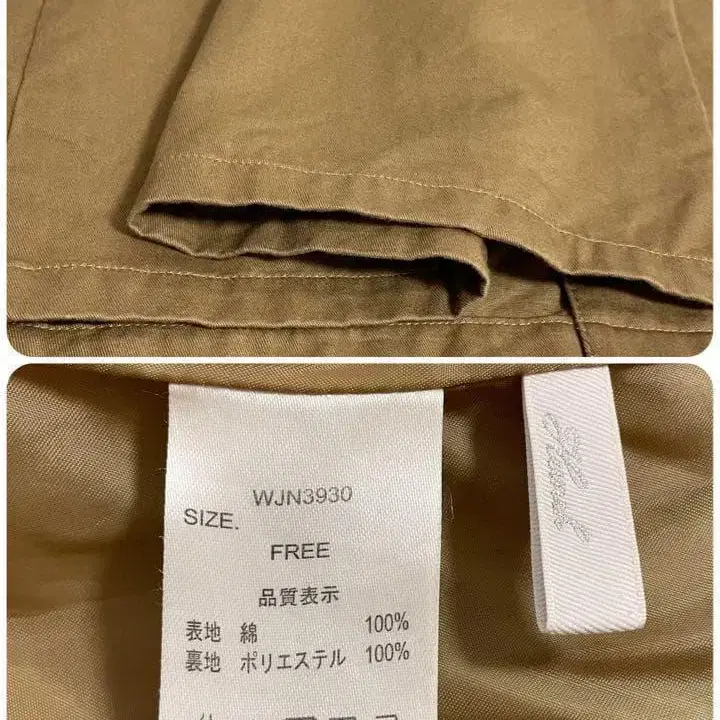 WJN3930
SIZE.
FREE
品質表示
表地 綿 100%
裏地 ポリエステル 100%